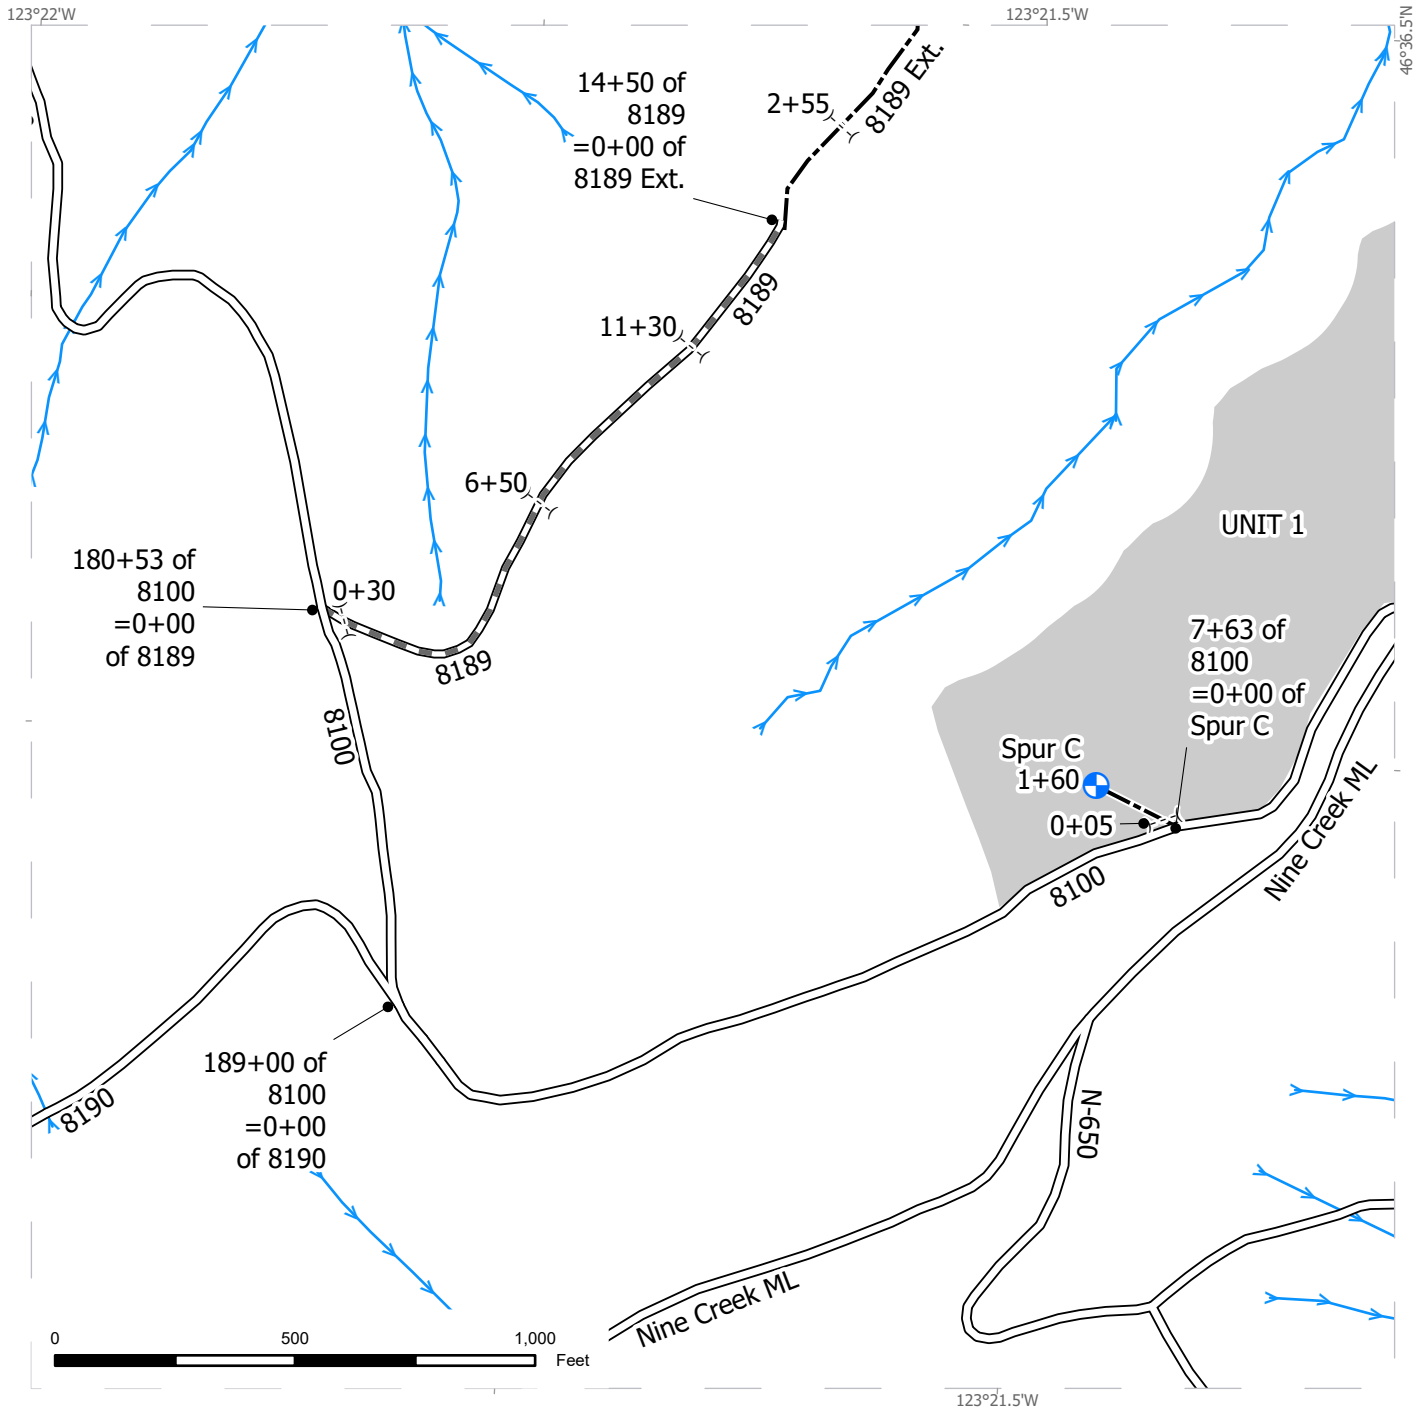 123°22'W
123°21.5'W
46°36.5'N
14+50 of
8189
=0+00 of
8189 Ext.
2+55
8189 Ext.
11+30
8189
6+50
UNIT 1
180+53 of
8100
=0+00
of 8189
0+30
8189
7+63 of
8100
=0+00 of
Spur C
8100
Spur C
1+60
0+05
Nine Creek ML
8100
189+00 of
8100
=0+00
of 8190
8190
N-650
Nine Creek ML
0 500 1,000
Feet
123°21.5'W